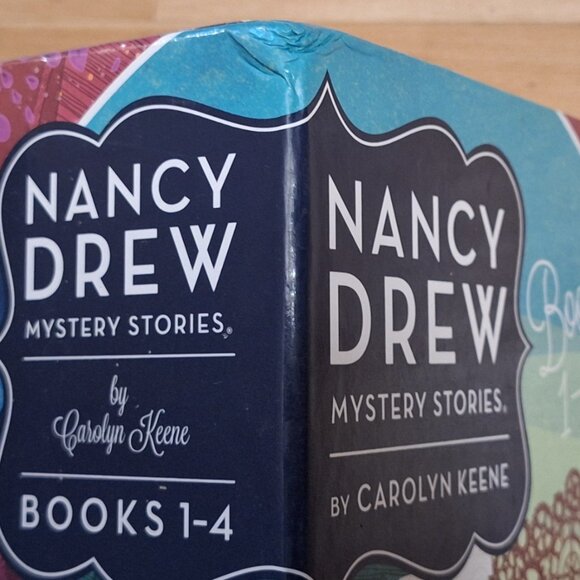 NANCY
DREW
MYSTERY STORIES®
by
Carolyn Keene
BOOKS 1-4
NANCY
DREW
MYSTERY STORIES®
BY CAROLYN KEENE